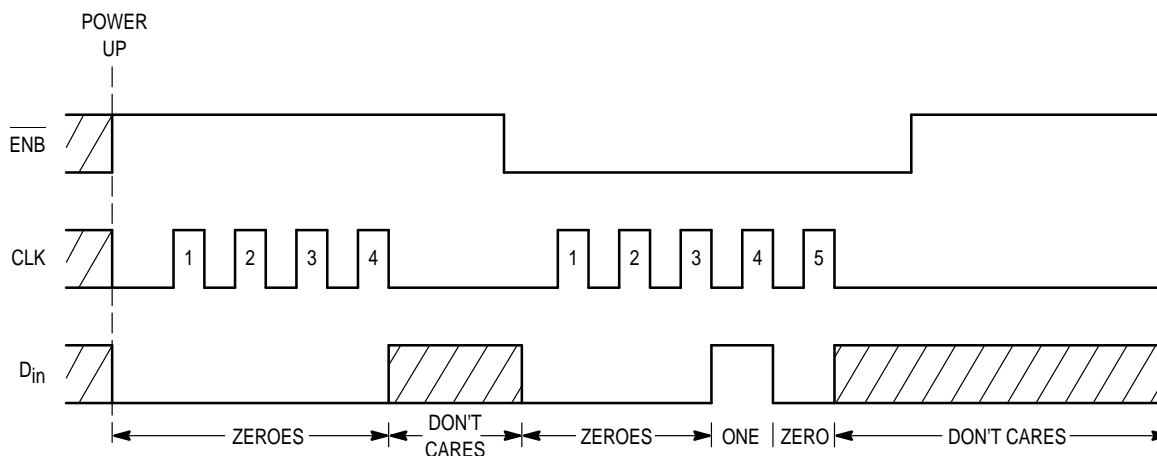 POWER
UP
ENB
CLK
1 2 3 4 1 2 3 4 5
Din
ZEROES DON'T CARES ZEROES ONE ZERO DON'T CARES